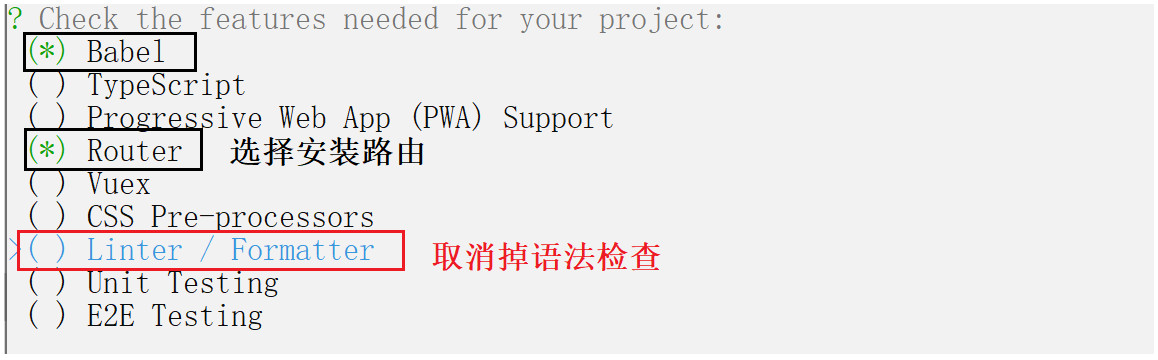 ? Check the features needed for your project:
(*) Babel
( ) TypeScript
( ) Progressive Web App (PWA) Support
(*) Router 选择安装路由
( ) Vuex
( ) CSS Pre-processors
>( ) Linter / Formatter 取消掉语法检查
( ) Unit Testing
( ) E2E Testing